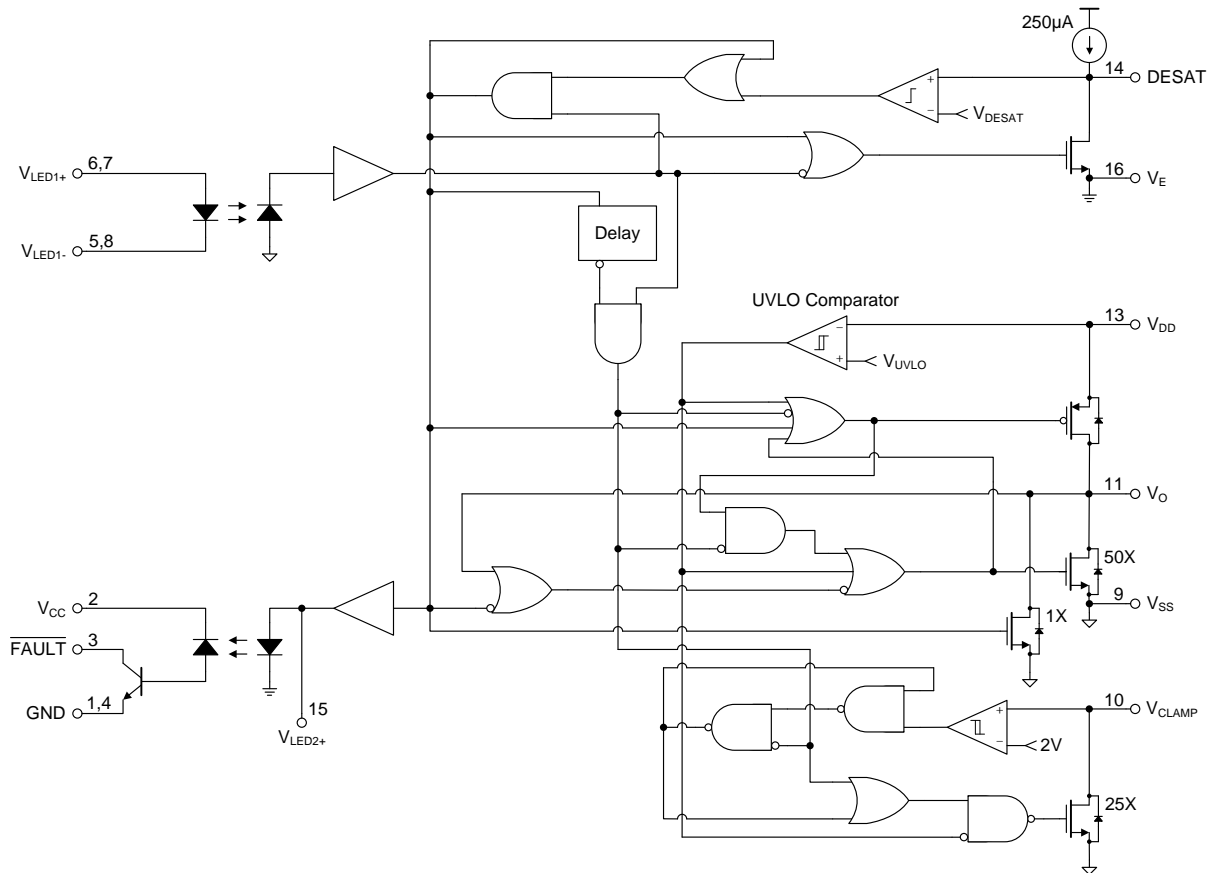 250µA
14 DESAT
VDESAT
6,7
VLED1+
16 VE
5,8
VLED1-
Delay
UVLO Comparator
13 VDD
VUVLO
11 VO
50X
2
VCC
9 VSS
1X
3
FAULT
1,4
GND
15
VLED2+
10 VCLAMP
2V
25X
+
−
−
+
+
−